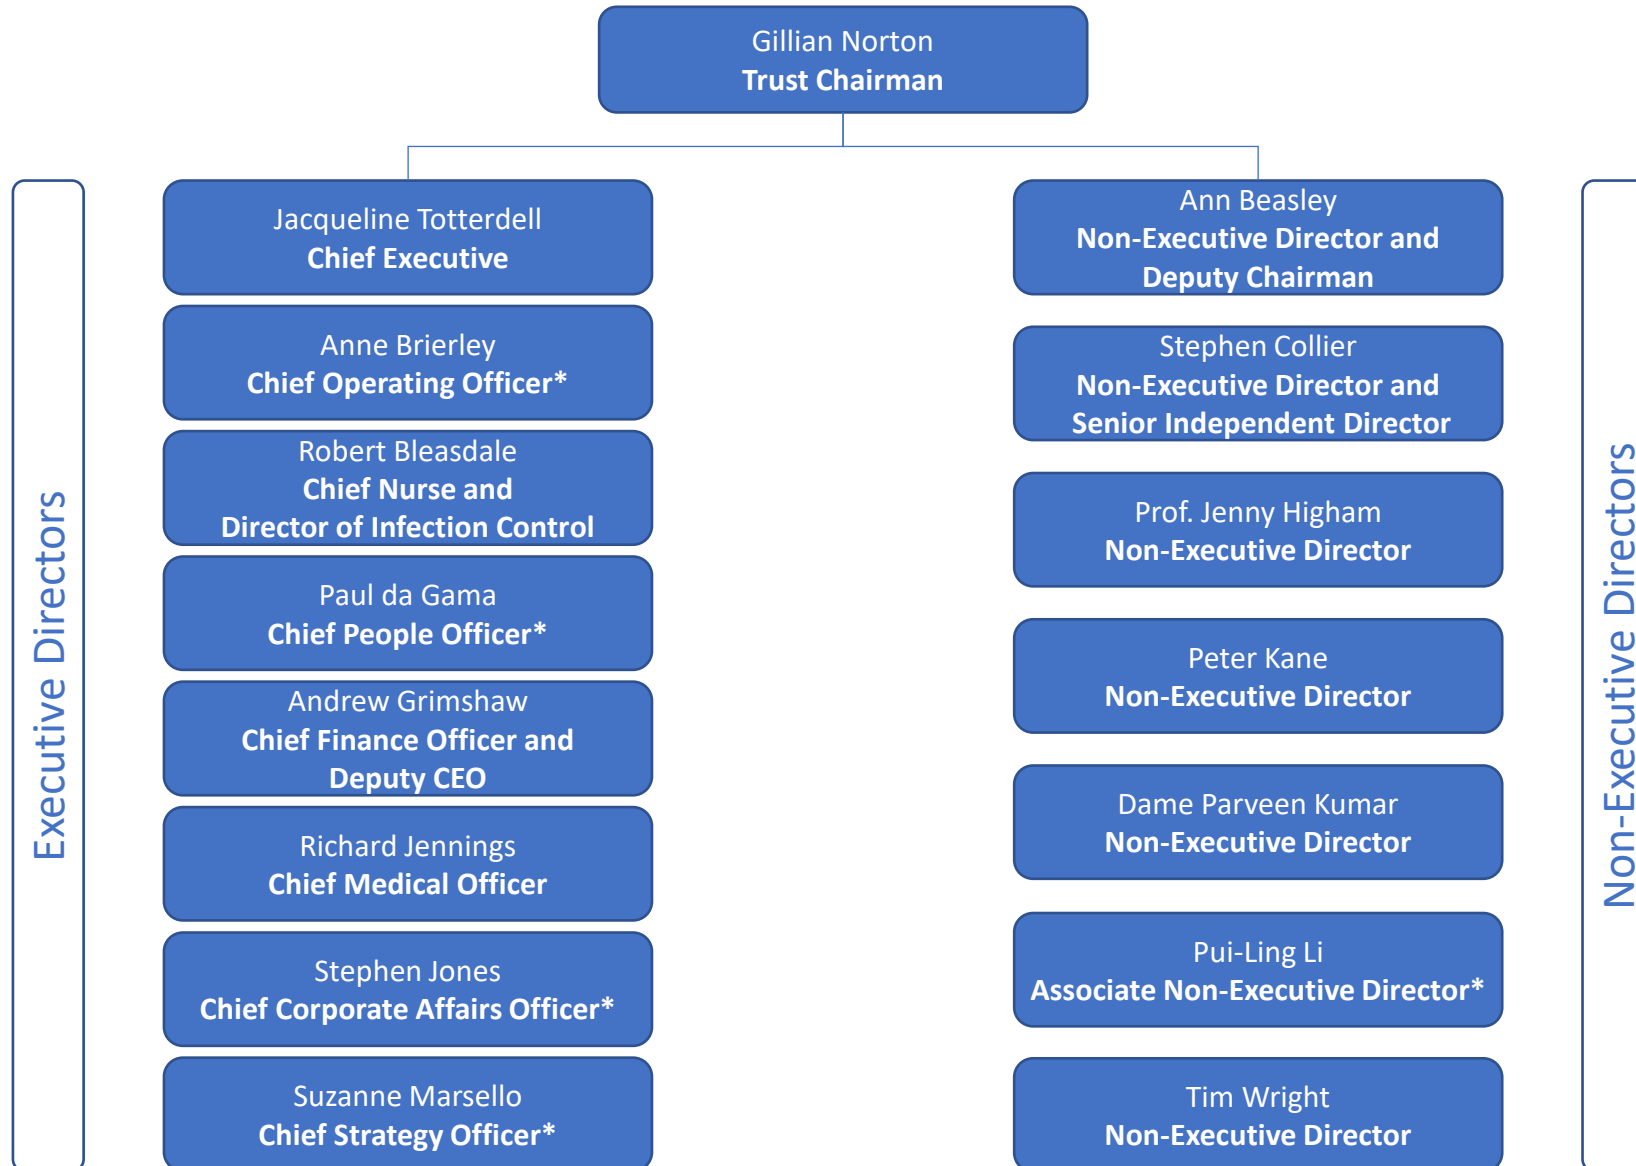 Gillian Norton
Trust Chairman
Executive Directors
Jacqueline Totterdell
Chief Executive
Anne Brierley
Chief Operating Officer*
Robert Bleasdale
Chief Nurse and
Director of Infection Control
Paul da Gama
Chief People Officer*
Andrew Grimshaw
Chief Finance Officer and
Deputy CEO
Richard Jennings
Chief Medical Officer
Stephen Jones
Chief Corporate Affairs Officer*
Suzanne Marsello
Chief Strategy Officer*
Ann Beasley
Non-Executive Director and
Deputy Chairman
Stephen Collier
Non-Executive Director and
Senior Independent Director
Prof. Jenny Higham
Non-Executive Director
Peter Kane
Non-Executive Director
Dame Parveen Kumar
Non-Executive Director
Pui-Ling Li
Associate Non-Executive Director*
Tim Wright
Non-Executive Director
Non-Executive Directors